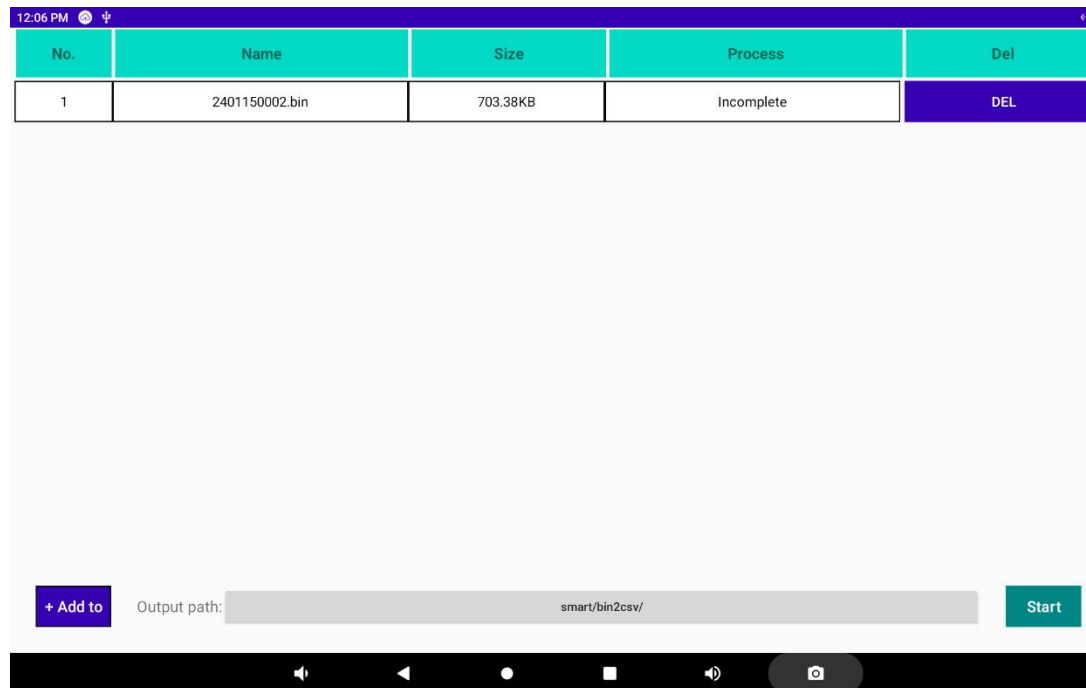 12:06 PM
No. Name Size Process Del
1 2401150002.bin 703.38KB Incomplete DEL
+ Add to Output path: smart/bin2csv/ Start